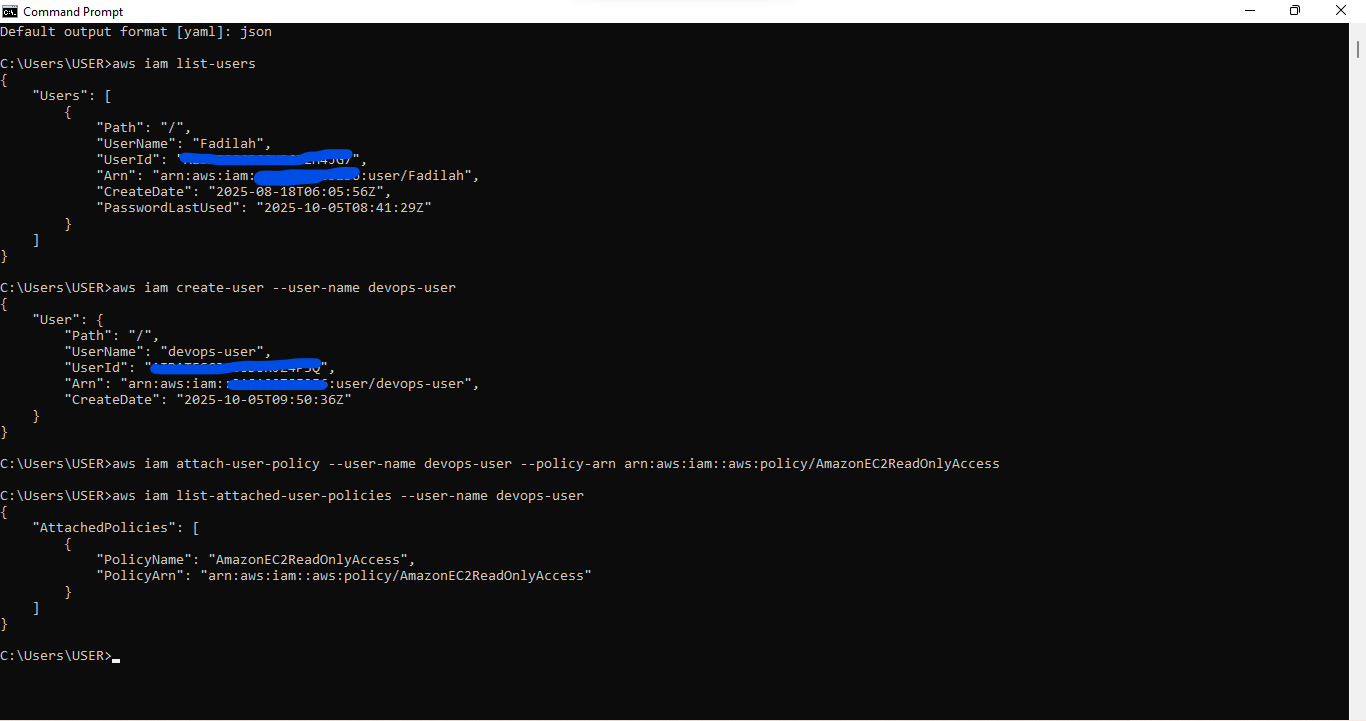 Command Prompt
Default output format [yaml]: json
C:\Users\USER>aws iam list-users
{
    "Users": [
        {
            "Path": "/",
            "UserName": "Fadilah",
            "UserId": "
            "Arn": "arn:aws:iam: :user/Fadilah",
            "CreateDate": "2025-08-18T06:05:56Z",
            "PasswordLastUsed": "2025-10-05T08:41:29Z"
        }
    ]
}
C:\Users\USER>aws iam create-user --user-name devops-user
{
    "User": {
        "Path": "/",
        "UserName": "devops-user",
        "UserId": "
        "Arn": "arn:aws:iam: :user/devops-user",
        "CreateDate": "2025-10-05T09:50:36Z"
    }
}
C:\Users\USER>aws iam attach-user-policy --user-name devops-user --policy-arn arn:aws:iam::aws:policy/AmazonEC2ReadOnlyAccess
C:\Users\USER>aws iam list-attached-user-policies --user-name devops-user
{
    "AttachedPolicies": [
        {
            "PolicyName": "AmazonEC2ReadOnlyAccess",
            "PolicyArn": "arn:aws:iam::aws:policy/AmazonEC2ReadOnlyAccess"
        }
    ]
}
C:\Users\USER>